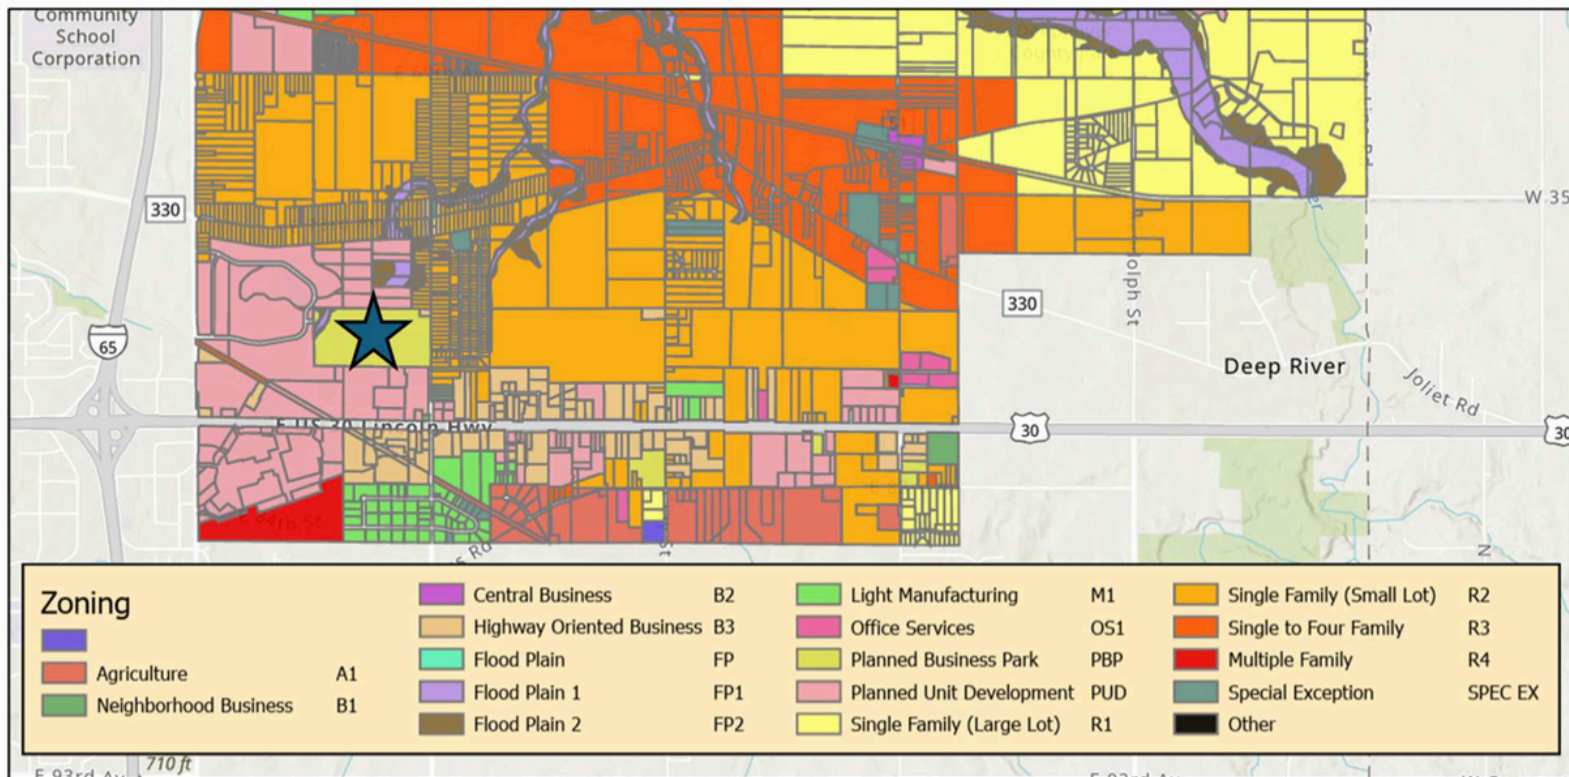 Community
School
Corporation
330
W 35
65
330
olph St
Deep River
Joliet Rd
E US 30 Lincoln Hwy
30
30
E 84th St
N
Zoning
Agriculture A1
Neighborhood Business B1
Central Business B2
Highway Oriented Business B3
Flood Plain FP
Flood Plain 1 FP1
Flood Plain 2 FP2
Light Manufacturing M1
Office Services OS1
Planned Business Park PBP
Planned Unit Development PUD
Single Family (Large Lot) R1
Single Family (Small Lot) R2
Single to Four Family R3
Multiple Family R4
Special Exception SPEC EX
Other
710 ft